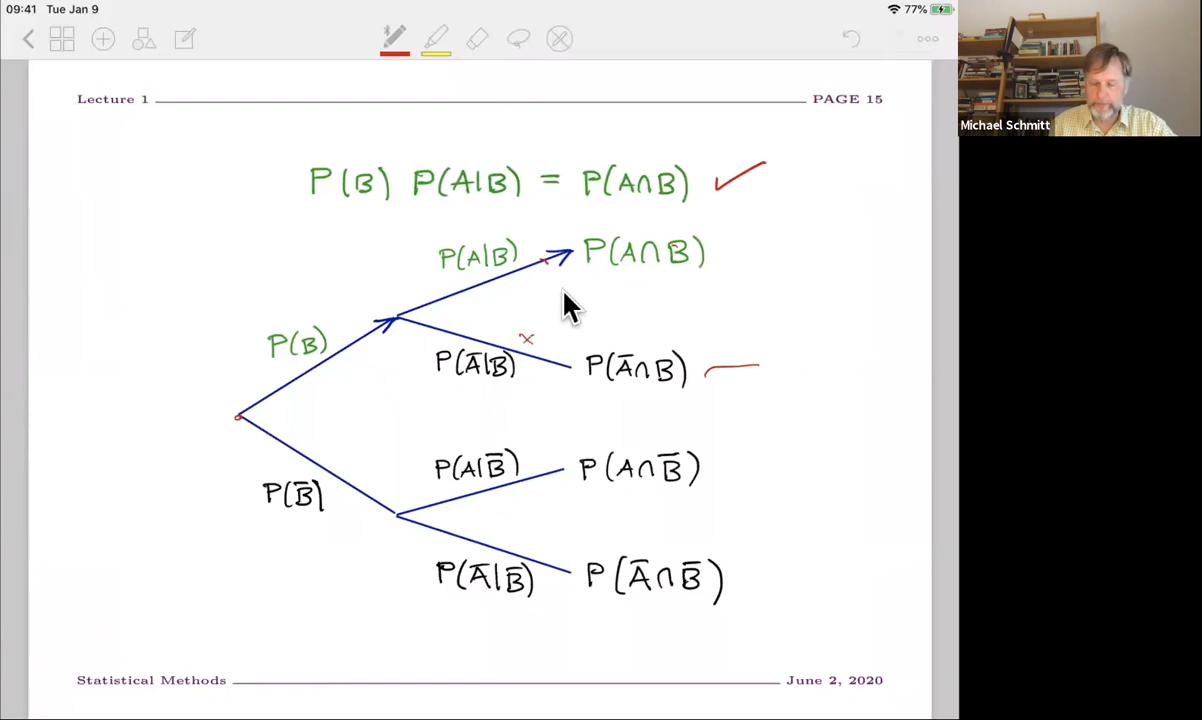 09:41 Tue Jan 9
77%
Lecture 1
PAGE 15
P(B) P(A|B) = P(A∩B)
P(A|B)
P(A∩B)
P(B)
P(A̅|B)
P(A̅∩B)
P(A|B̅)
P(A∩B̅)
P(B̅)
P(A̅|B̅)
P(A̅∩B̅)
Statistical Methods
June 2, 2020
Michael Schmitt